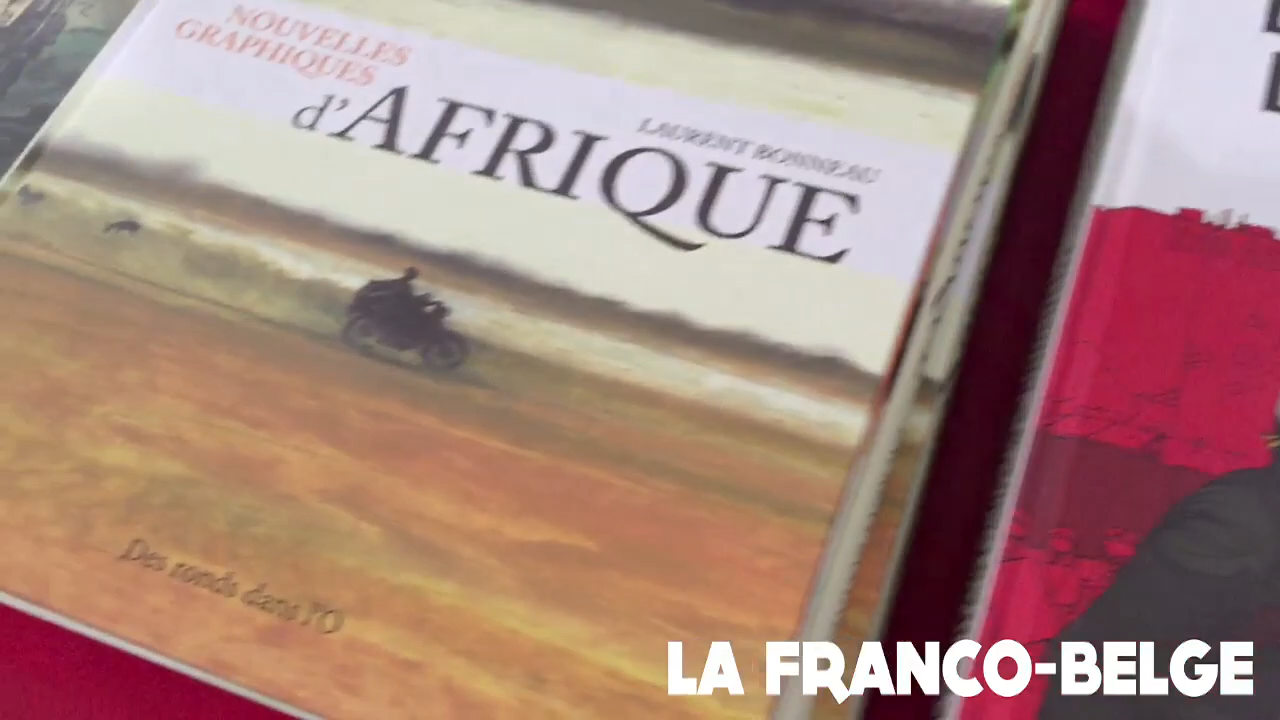 NOUVELLES
GRAPHIQUES
d'AFRIQUE
LAURENT BONNEAU
Des ronds dans l'O
LA FRANCO-BELGE